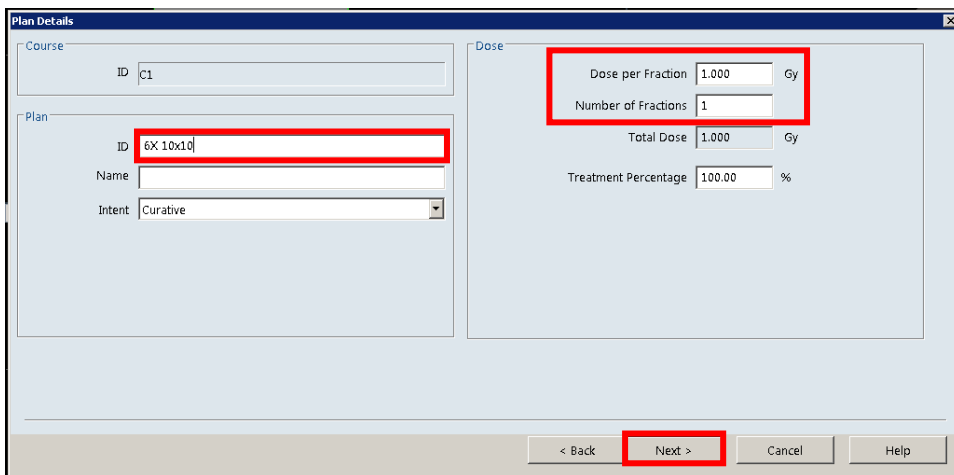 Plan Details
Course
ID C1
Plan
ID 6X 10x10
Name
Intent Curative
Dose
Dose per Fraction 1.000 Gy
Number of Fractions 1
Total Dose 1.000 Gy
Treatment Percentage 100.00 %
< Back Next > Cancel Help